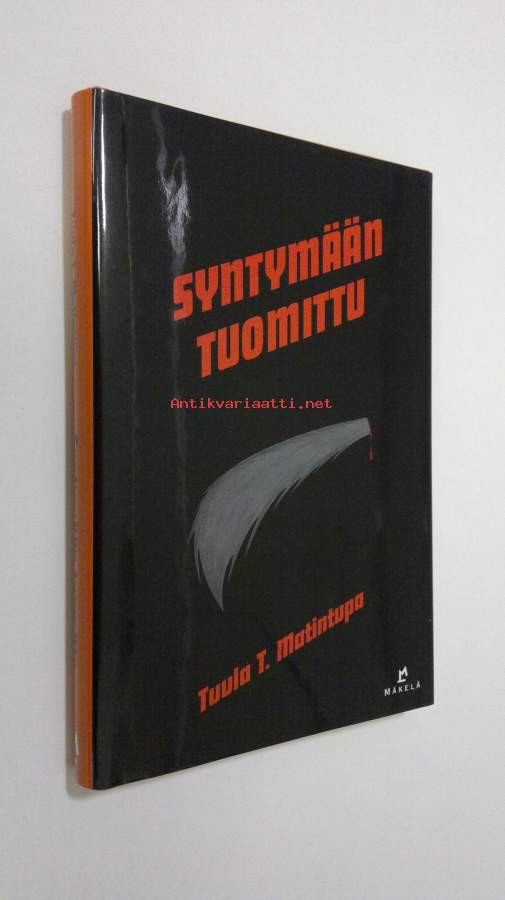 SYNTYMÄÄN
TUOMITTU
Antikvariaatti.net
Tuula T. Matintupa
MÄKELÄ